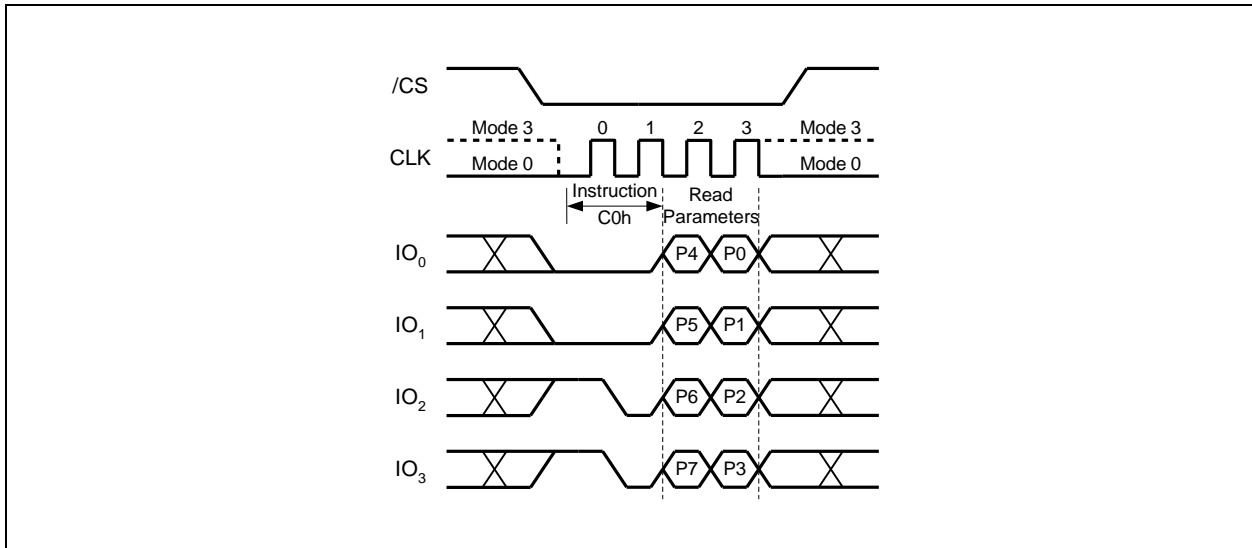 /CS
Mode 3 0 1 2 3 Mode 3
CLK
Mode 0 Mode 0
Instruction Read
C0h Parameters
IO0 P4 P0
IO1 P5 P1
IO2 P6 P2
IO3 P7 P3